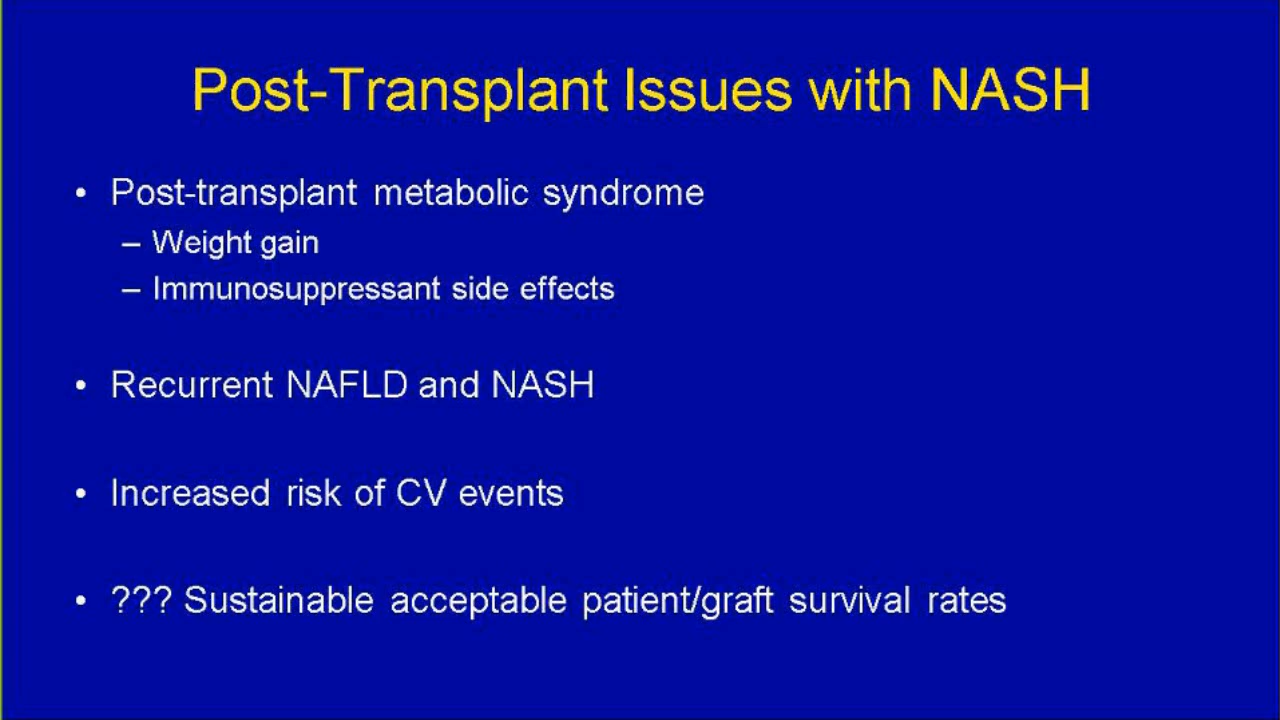 Post-Transplant Issues with NASH
• Post-transplant metabolic syndrome
– Weight gain
– Immunosuppressant side effects
• Recurrent NAFLD and NASH
• Increased risk of CV events
• ??? Sustainable acceptable patient/graft survival rates